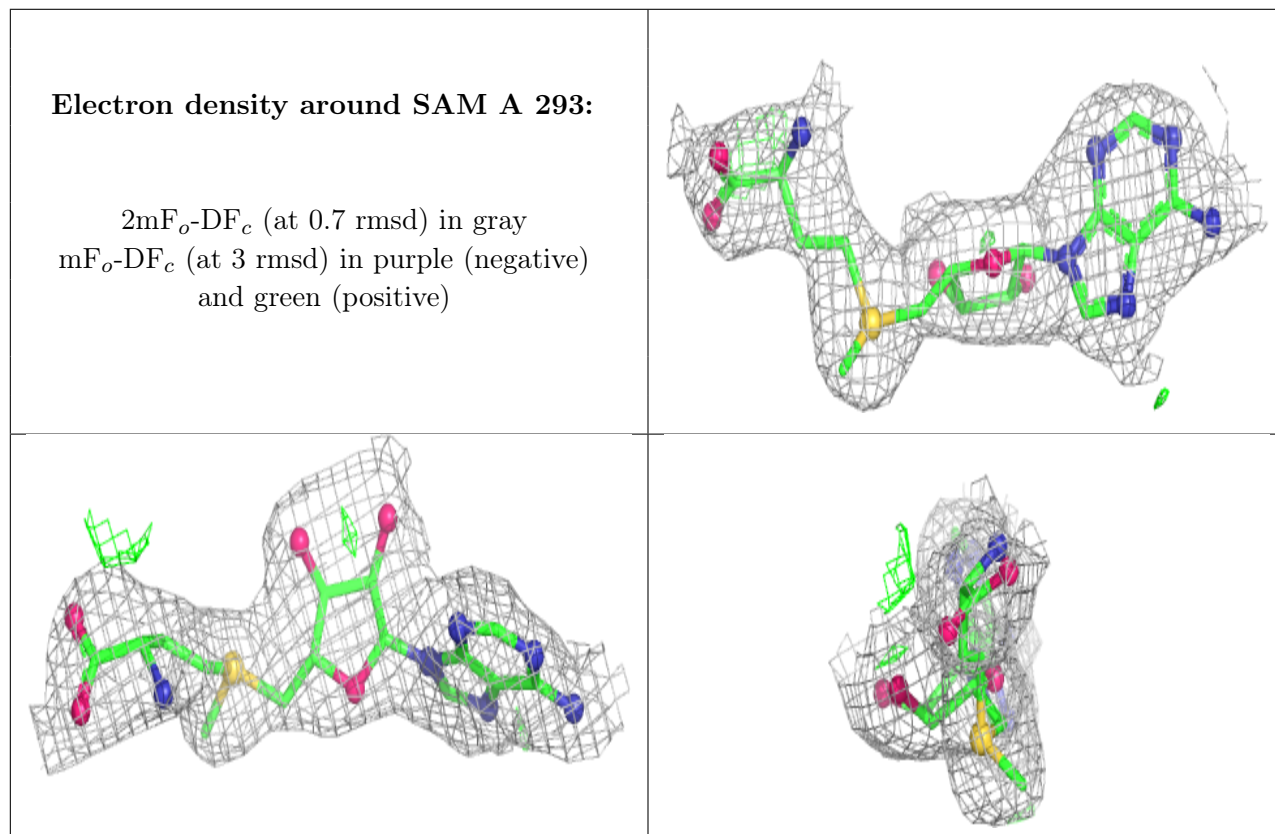 Electron density around SAM A 293:
2mFo-DFc (at 0.7 rmsd) in gray
mFo-DFc (at 3 rmsd) in purple (negative)
and green (positive)